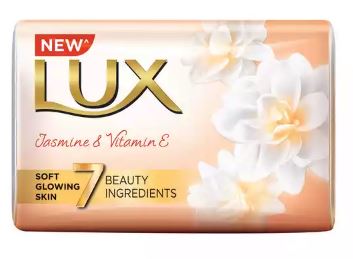 NEW^
LUX
Jasmine & Vitamin E
SOFT
GLOWING
SKIN
7
BEAUTY
INGREDIENTS